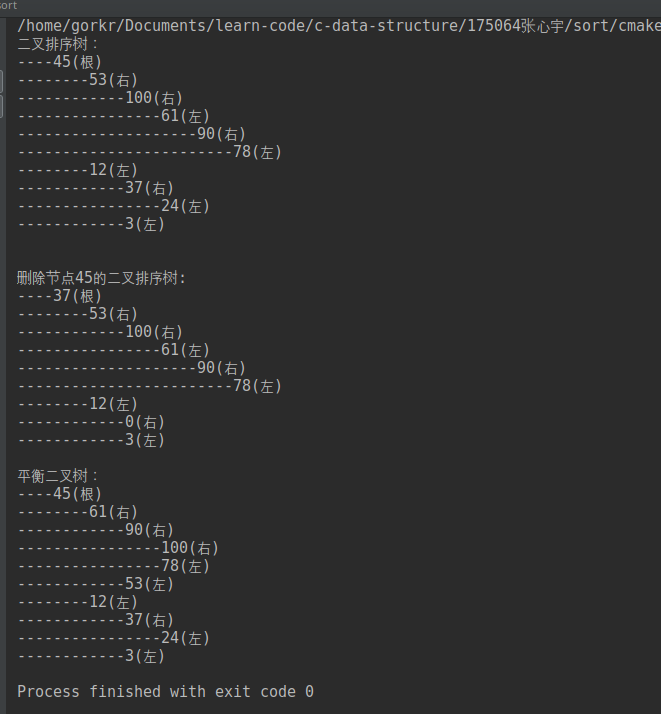 ort
/home/gorkr/Documents/learn-code/c-data-structure/175064张心宇/sort/cmake
二叉排序树：
----45(根)
--------53(右)
------------100(右)
----------------61(左)
--------------------90(右)
------------------------78(左)
--------12(左)
------------37(右)
----------------24(左)
------------3(左)
删除节点45的二叉排序树:
----37(根)
--------53(右)
------------100(右)
----------------61(左)
--------------------90(右)
------------------------78(左)
--------12(左)
------------0(右)
------------3(左)
平衡二叉树：
----45(根)
--------61(右)
------------90(右)
----------------100(右)
----------------78(左)
------------53(左)
--------12(左)
------------37(右)
----------------24(左)
------------3(左)
Process finished with exit code 0